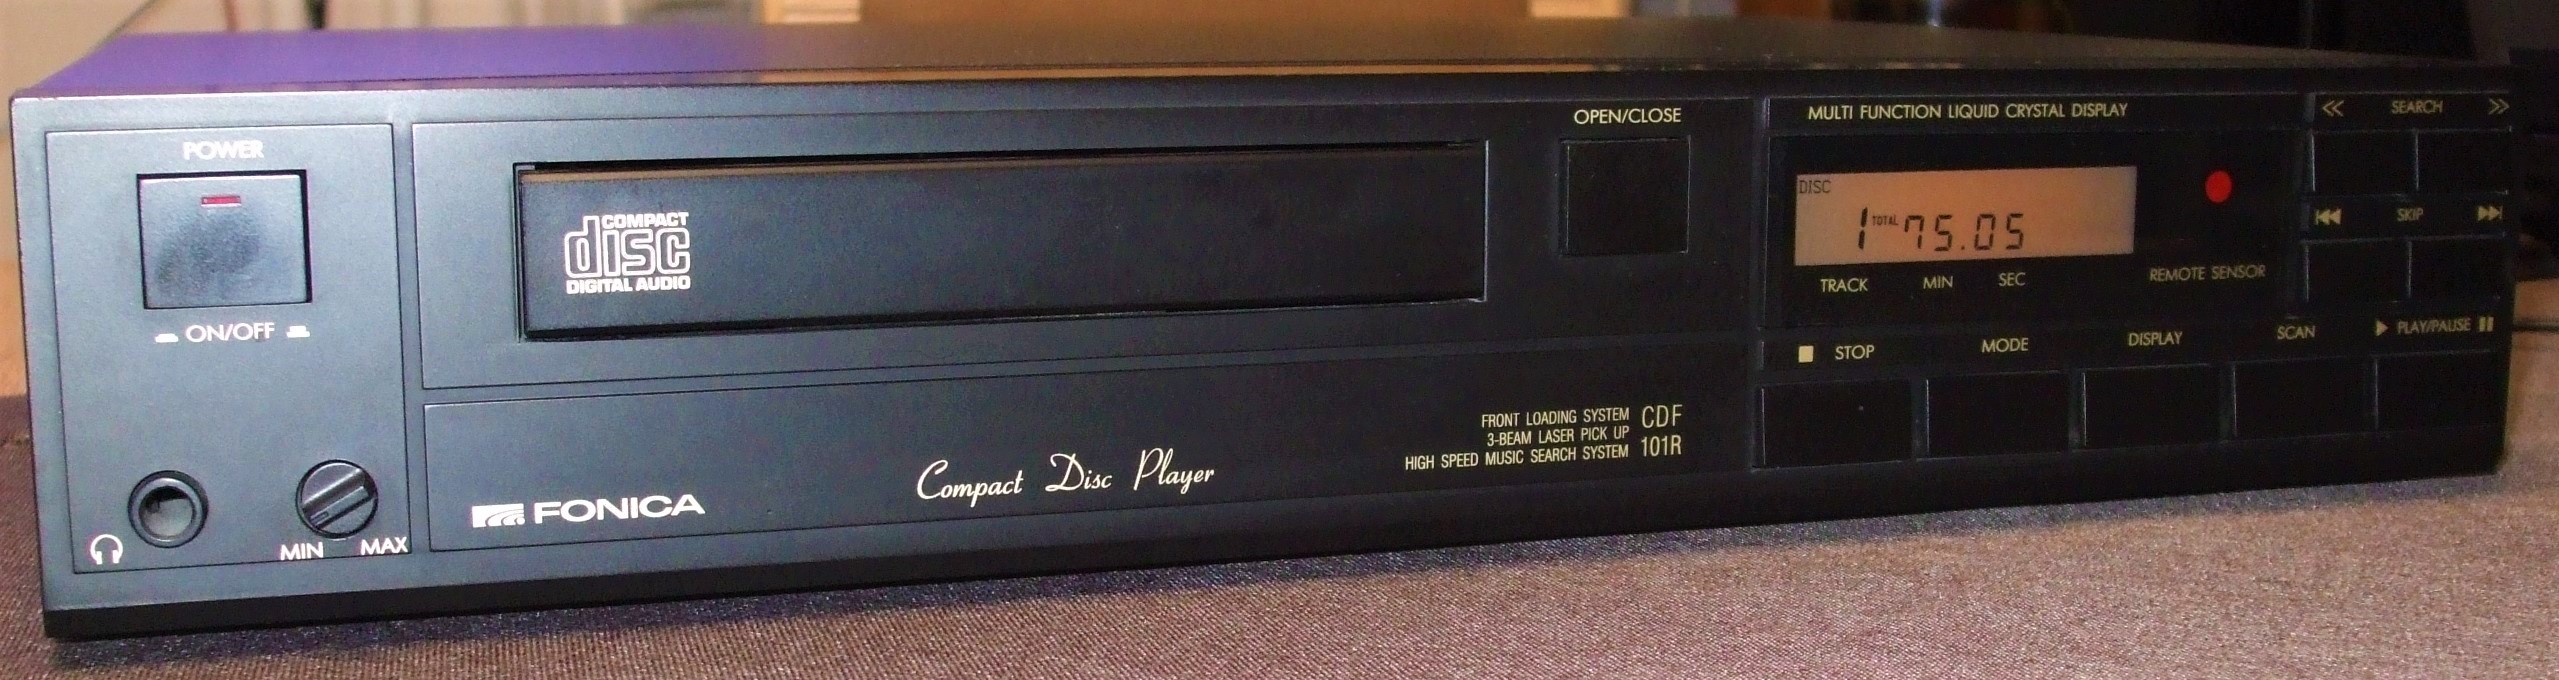 POWER
ON/OFF
MIN MAX
COMPACT
disc
DIGITAL AUDIO
FONICA
Compact Disc Player
OPEN/CLOSE
FRONT LOADING SYSTEM
3-BEAM LASER PICK UP
HIGH SPEED MUSIC SEARCH SYSTEM
CDF
101R
MULTI FUNCTION LIQUID CRYSTAL DISPLAY
DISC
1 TOTAL 75.05
TRACK MIN SEC
REMOTE SENSOR
SEARCH
SKIP
STOP MODE DISPLAY SCAN PLAY/PAUSE